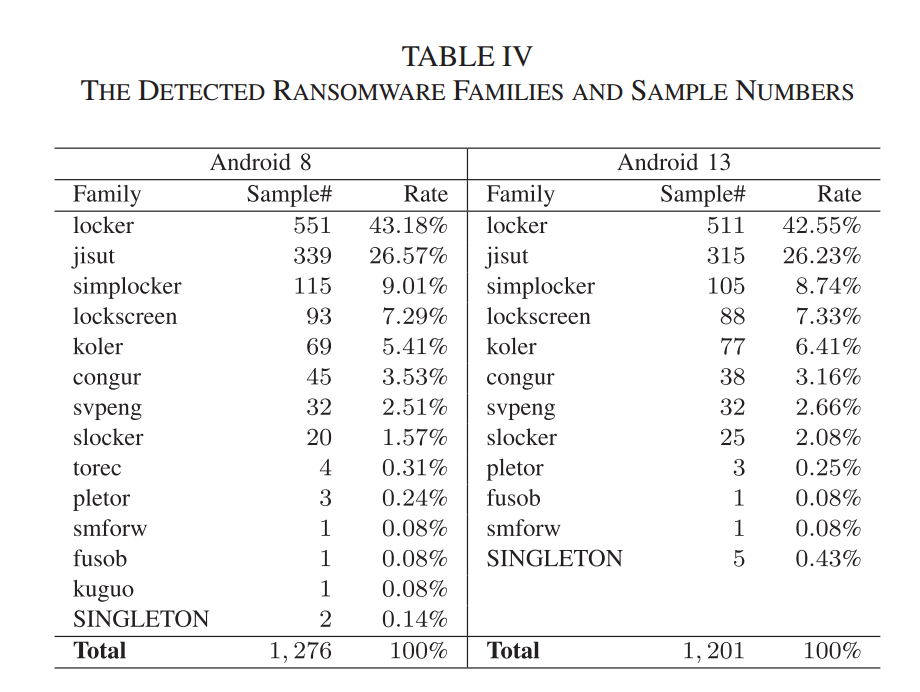 TABLE IV
THE DETECTED RANSOMWARE FAMILIES AND SAMPLE NUMBERS
Android 8 Android 13
Family Sample# Rate Family Sample# Rate
locker 551 43.18% locker 511 42.55%
jisut 339 26.57% jisut 315 26.23%
simplocker 115 9.01% simplocker 105 8.74%
lockscreen 93 7.29% lockscreen 88 7.33%
koler 69 5.41% koler 77 6.41%
congur 45 3.53% congur 38 3.16%
svpeng 32 2.51% svpeng 32 2.66%
slocker 20 1.57% slocker 25 2.08%
torec 4 0.31% pletor 3 0.25%
pletor 3 0.24% fusob 1 0.08%
smforw 1 0.08% smforw 1 0.08%
fusob 1 0.08% SINGLETON 5 0.43%
kuguo 1 0.08%
SINGLETON 2 0.14%
Total 1, 276 100% Total 1, 201 100%